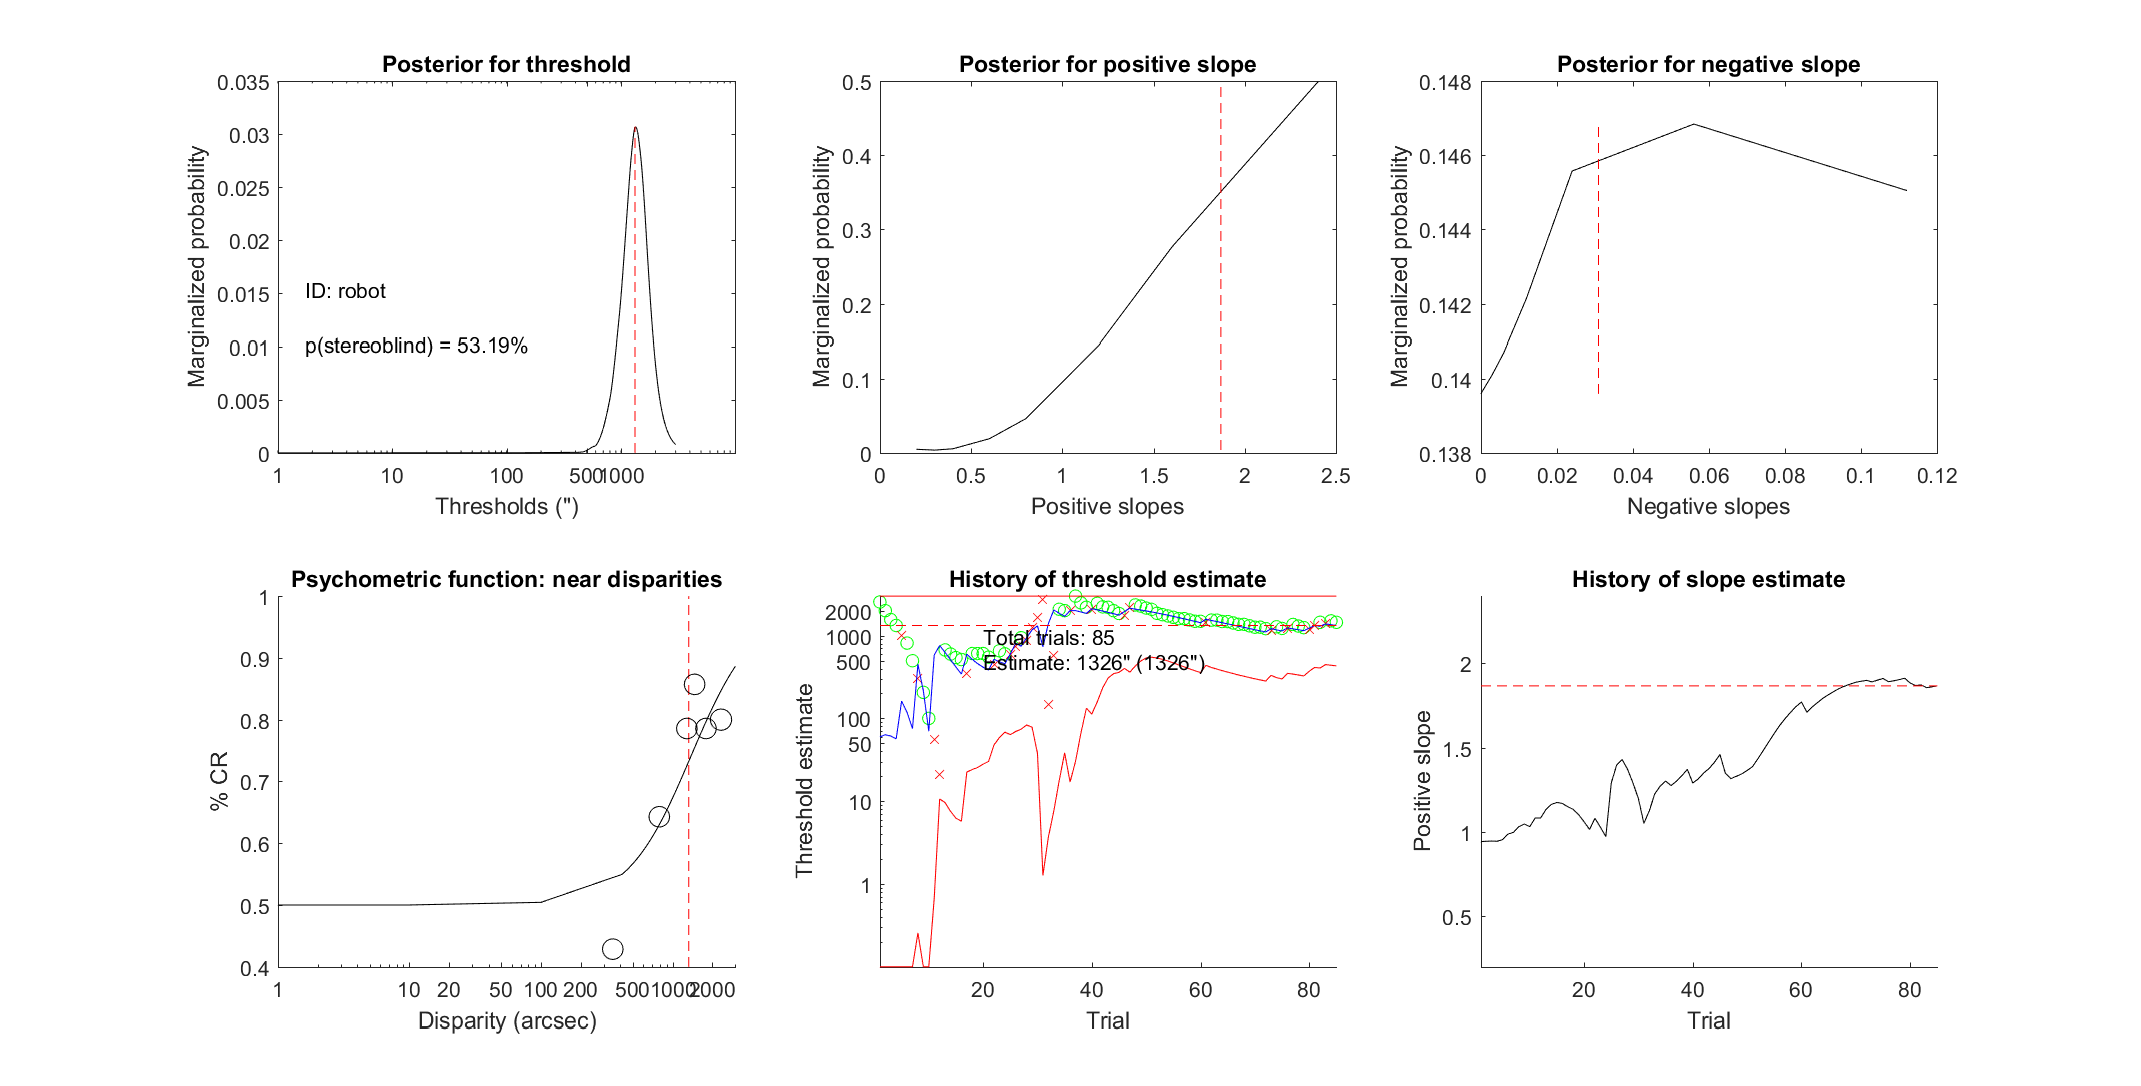 Posterior for threshold
0.035
0.03
0.025
0.02
0.015
0.01
0.005
0
Marginalized probability
ID: robot
p(stereoblind) = 53.19%
1 10 100 500 1000
Thresholds (")
Posterior for positive slope
0.5
0.4
0.3
0.2
0.1
0
Marginalized probability
0 0.5 1 1.5 2 2.5
Positive slopes
Posterior for negative slope
0.148
0.146
0.144
0.142
0.14
0.138
Marginalized probability
0 0.02 0.04 0.06 0.08 0.1 0.12
Negative slopes
Psychometric function: near disparities
1
0.9
0.8
0.7
0.6
0.5
0.4
% CR
1 10 20 50 100 200 500 1000 2000
Disparity (arcsec)
History of threshold estimate
2000
1000
500
100
50
10
1
Threshold estimate
Total trials: 85
Estimate: 1326" (1326")
20 40 60 80
Trial
History of slope estimate
2
1.5
1
0.5
Positive slope
20 40 60 80
Trial